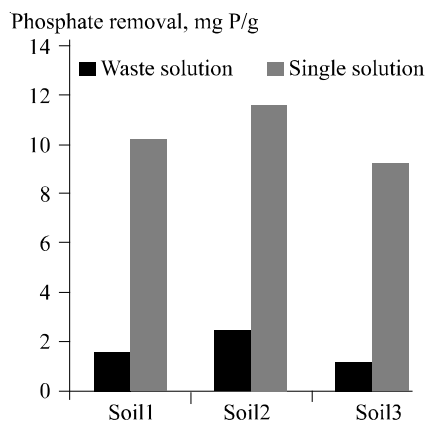 Phosphate removal, mg P/g
14
Waste solution Single solution
12
10
8
6
4
2
0
Soil1 Soil2 Soil3